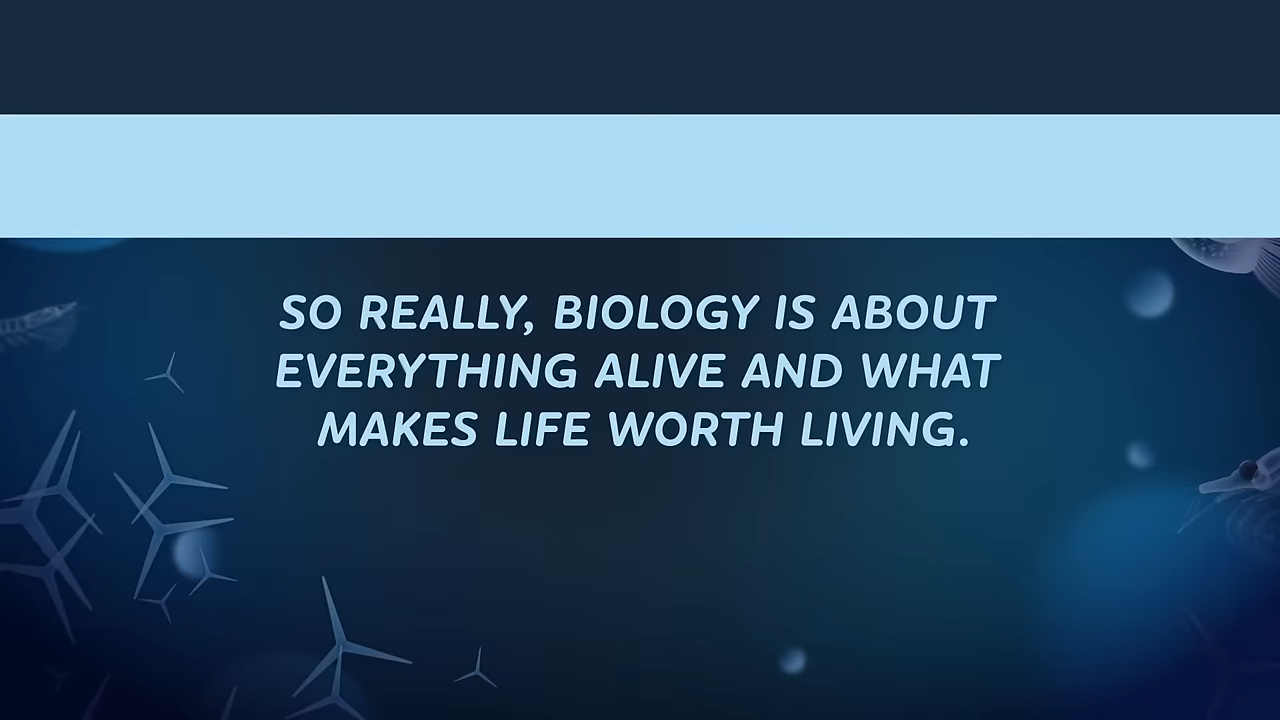 SO REALLY, BIOLOGY IS ABOUT
EVERYTHING ALIVE AND WHAT
MAKES LIFE WORTH LIVING.